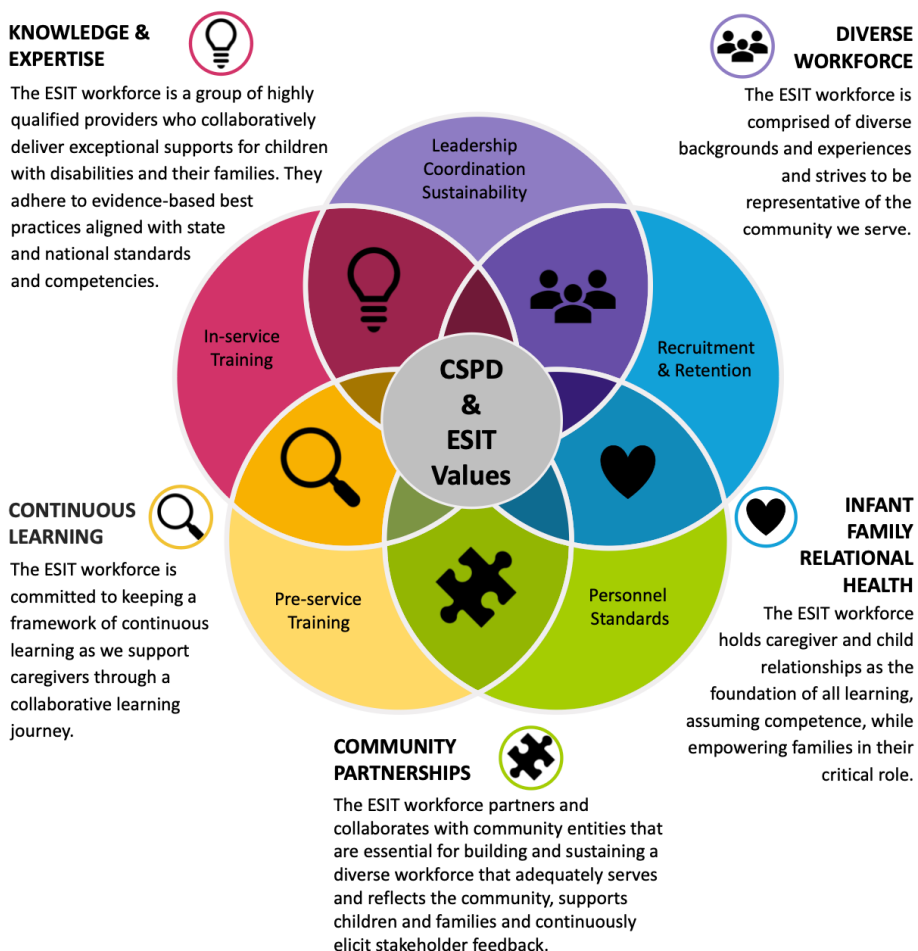 KNOWLEDGE &
EXPERTISE
The ESIT workforce is a group of highly
qualified providers who collaboratively
deliver exceptional supports for children
with disabilities and their families. They
adhere to evidence-based best
practices aligned with state
and national standards
and competencies.
DIVERSE
WORKFORCE
The ESIT workforce is
comprised of diverse
backgrounds and experiences
and strives to be
representative of the
community we serve.
Leadership
Coordination
Sustainability
In-service
Training
Recruitment
& Retention
CSPD
&
ESIT
Values
Pre-service
Training
Personnel
Standards
CONTINUOUS
LEARNING
The ESIT workforce is
committed to keeping a
framework of continuous
learning as we support
caregivers through a
collaborative learning
journey.
INFANT
FAMILY
RELATIONAL
HEALTH
The ESIT workforce
holds caregiver and child
relationships as the
foundation of all learning,
assuming competence, while
empowering families in their
critical role.
COMMUNITY
PARTNERSHIPS
The ESIT workforce partners and
collaborates with community entities that
are essential for building and sustaining a
diverse workforce that adequately serves
and reflects the community, supports
children and families and continuously
elicit stakeholder feedback.